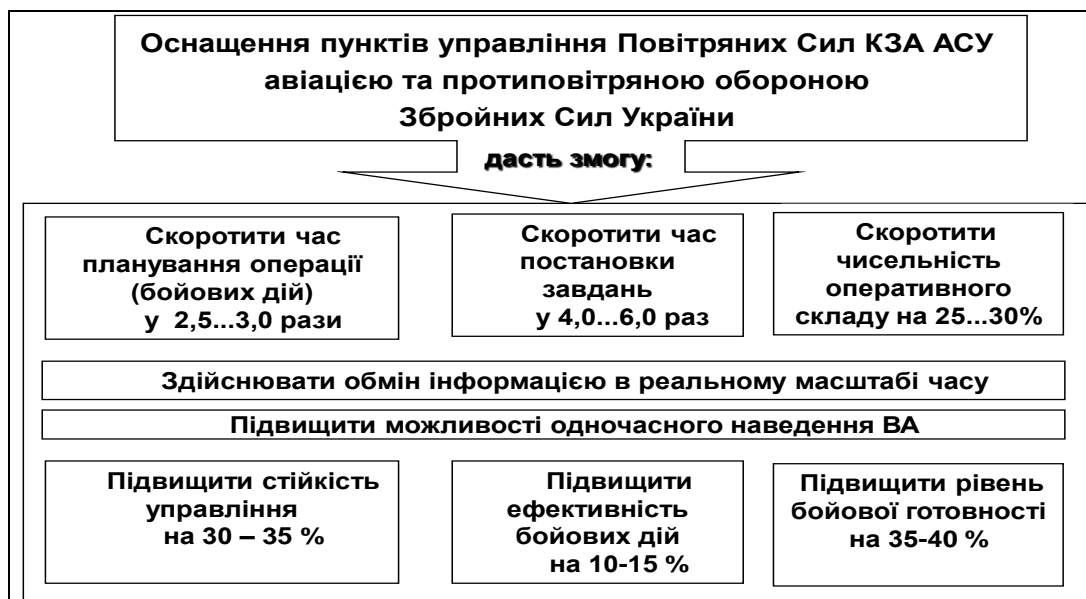 Оснащення пунктів управління Повітряних Сил КЗА АСУ
авіацією та протиповітряною обороною
Збройних Сил України
дасть змогу:
Скоротити час
планування операції
(бойових дій)
у 2,5...3,0 рази
Скоротити час
постановки
завдань
у 4,0...6,0 раз
Скоротити
чисельність
оперативного
складу на 25...30%
Здійснювати обмін інформацією в реальному масштабі часу
Підвищити можливості одночасного наведення ВА
Підвищити стійкість
управління
на 30 – 35 %
Підвищити
ефективність
бойових дій
на 10-15 %
Підвищити рівень
бойової готовності
на 35-40 %